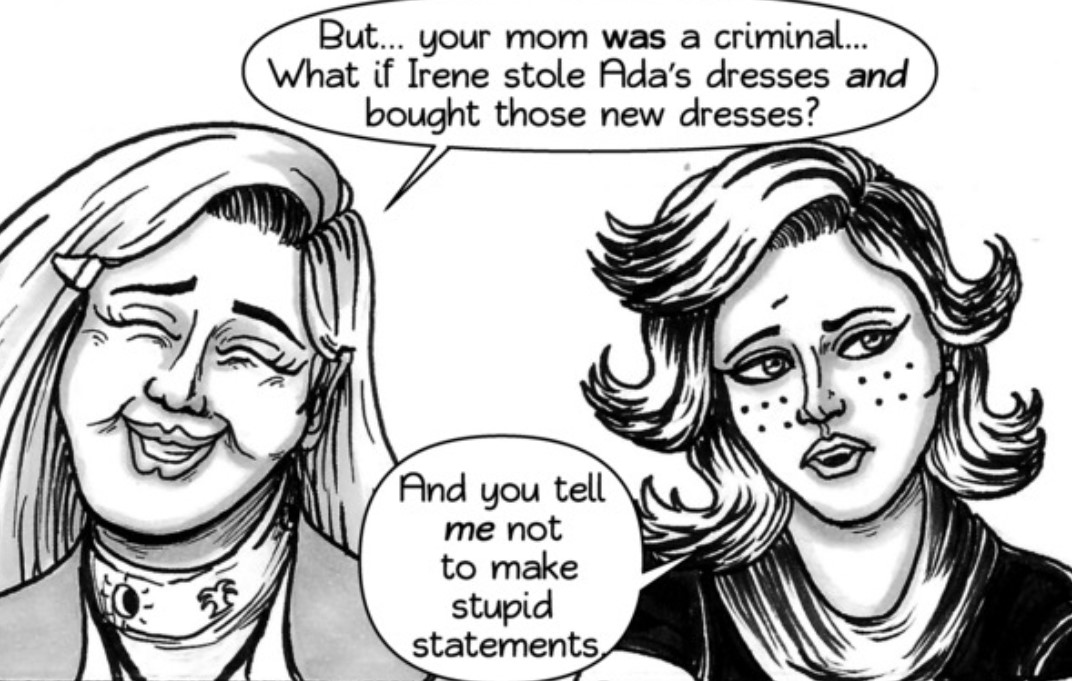 But... your mom was a criminal...
What if Irene stole Ada's dresses and
bought those new dresses?
And you tell
me not
to make
stupid
statements.